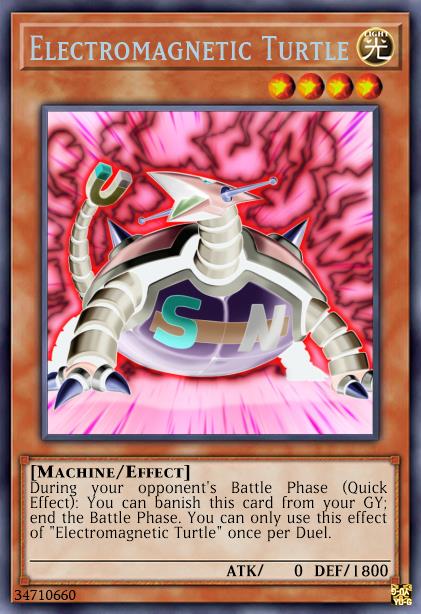 ELECTROMAGNETIC TURTLE
LIGHT
光
S N
[MACHINE/EFFECT]
During your opponent's Battle Phase (Quick
Effect): You can banish this card from your GY;
end the Battle Phase. You can only use this effect
of "Electromagnetic Turtle" once per Duel.
ATK/ 0 DEF/1800
34710660